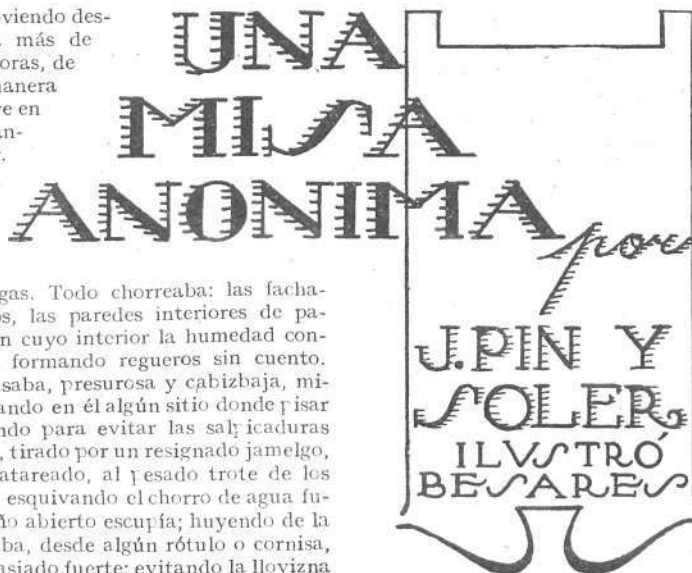 viendo des-
más de
oras, de
anera
e en
an-
UNA
MISA
ANONIMA
por
J. PIN Y
SOLER
ILVSTRÓ
BESARES
gas. Todo chorreaba: las facha-
os, las paredes interiores de pa-
n cuyo interior la humedad con-
formando regueros sin cuento.
saba, presurosa y cabizbaja, mi-
ando en él algún sitio donde pisar
ndo para evitar las salpicaduras
, tirado por un resignado jamelgo,
atareado, al pesado trote de los
esquivando el chorro de agua fu-
ño abierto escupía; huyendo de la
ba, desde algún rótulo o cornisa,
asiado fuerte; evitando la llovizna